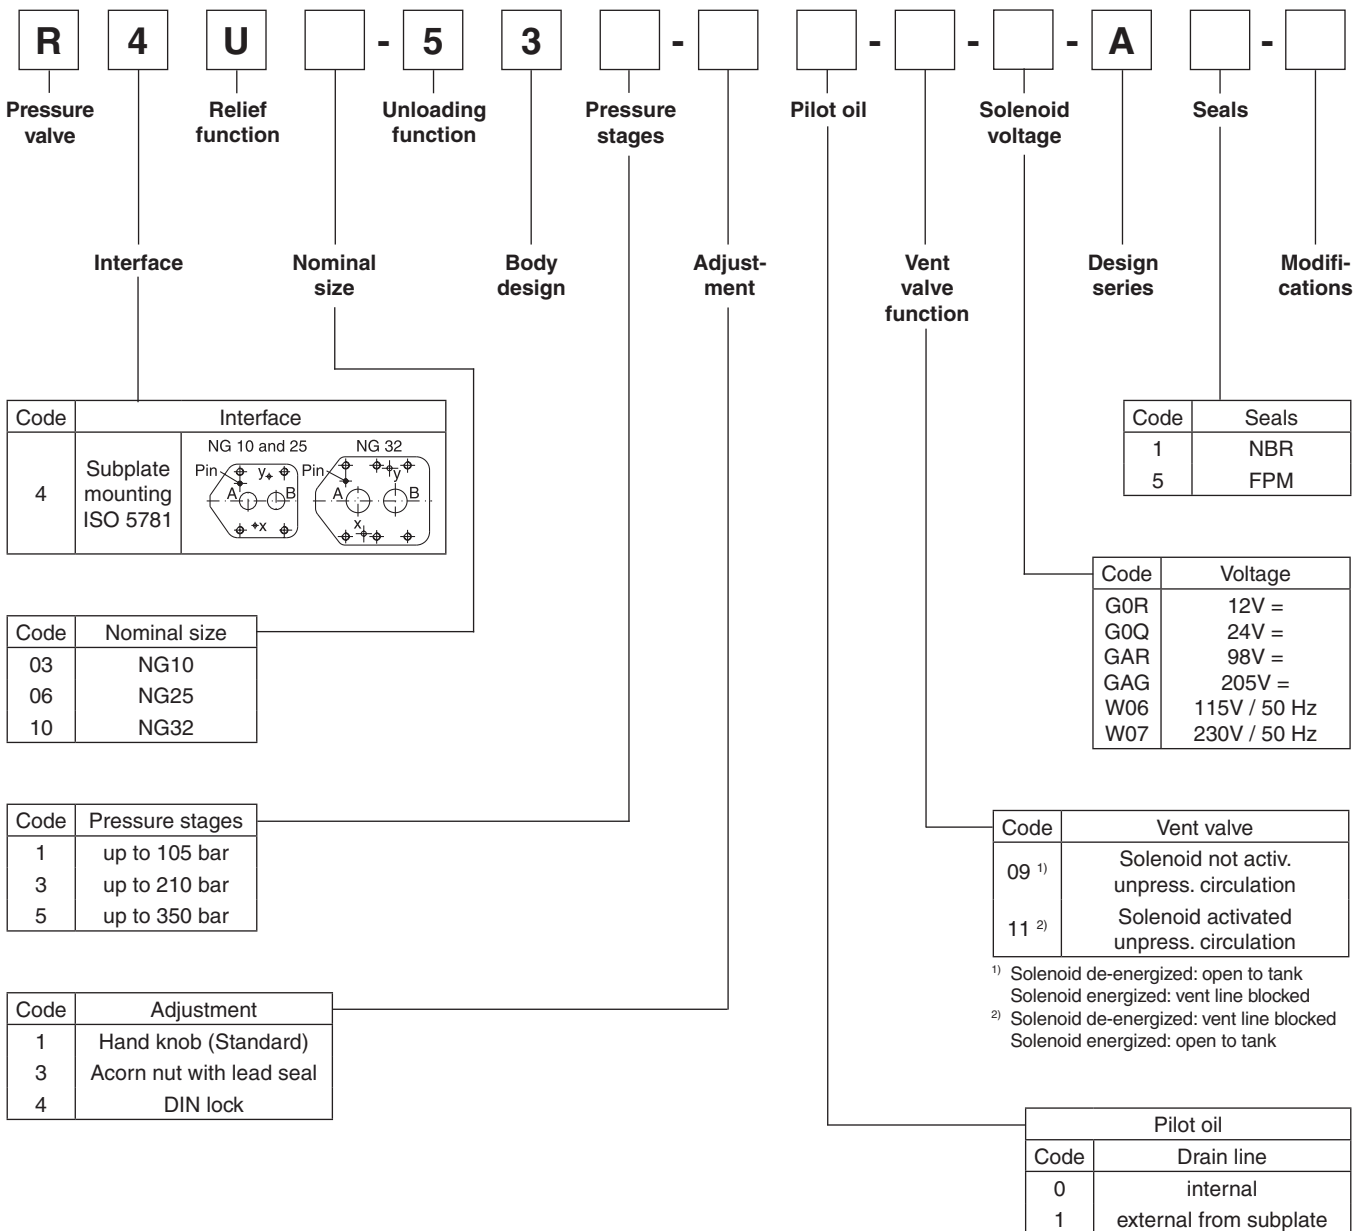 R 4 U - 5 3 - - - - A -
Pressure valve
Relief function
Unloading function
Pressure stages
Pilot oil
Solenoid voltage
Seals
Interface
Nominal size
Body design
Adjust-
ment
Vent valve function
Design series
Modifi-
cations
Code Interface
4 Subplate mounting ISO 5781
NG 10 and 25
Pin y A B x
NG 32
Pin y A B x
Code Seals
1 NBR
5 FPM
Code Voltage
G0R 12V =
G0Q 24V =
GAR 98V =
GAG 205V =
W06 115V / 50 Hz
W07 230V / 50 Hz
Code Nominal size
03 NG10
06 NG25
10 NG32
Code Pressure stages
1 up to 105 bar
3 up to 210 bar
5 up to 350 bar
Code Vent valve
09 1) Solenoid not activ.
unpress. circulation
11 2) Solenoid activated
unpress. circulation
1) Solenoid de-energized: open to tank
Solenoid energized: vent line blocked
2) Solenoid de-energized: vent line blocked
Solenoid energized: open to tank
Code Adjustment
1 Hand knob (Standard)
3 Acorn nut with lead seal
4 DIN lock
Pilot oil
Code Drain line
0 internal
1 external from subplate